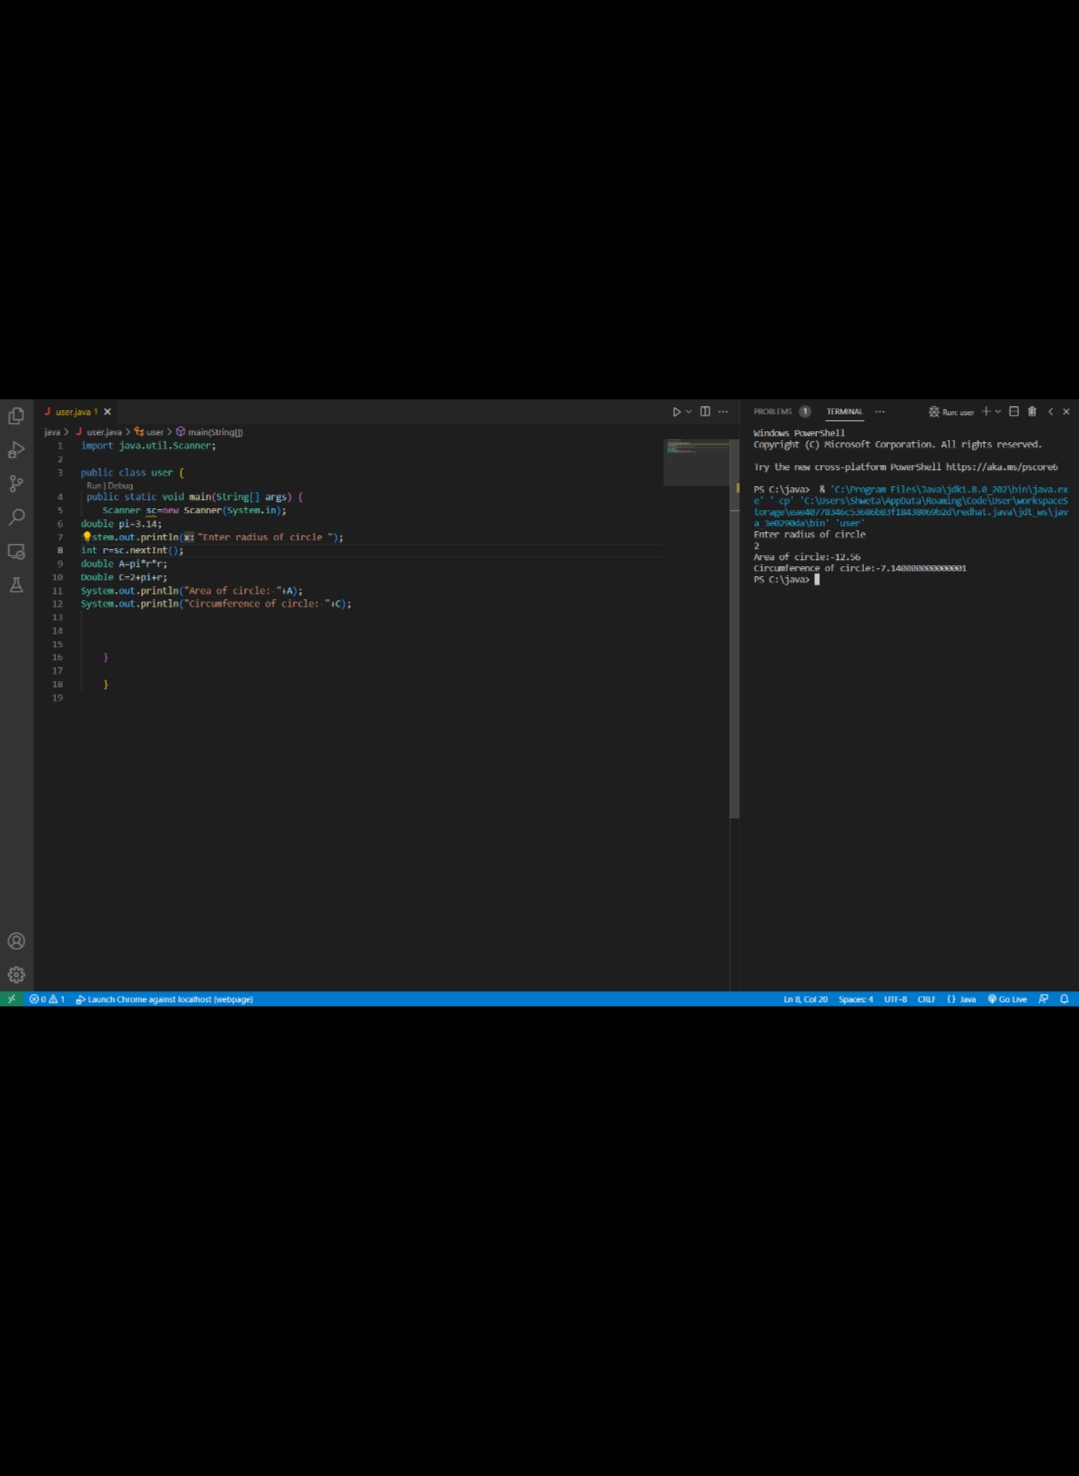 user.java 1
PROBLEMS 1 TERMINAL ··· Run: user
java > J user.java > user > main(String[])
1 import java.util.Scanner;
2
3 public class user {
Run | Debug
4 public static void main(String[] args) {
5 Scanner sc=new Scanner(System.in);
6 double pi=3.14;
7 stem.out.println(x: "Enter radius of circle ");
8 int r=sc.nextInt();
9 double A=pi*r*r;
10 Double C=2+pi+r;
11 System.out.println("Area of circle:-"+A);
12 System.out.println("Circumference of circle:-"+C);
13
14
15
16 }
17
18 }
19
Windows PowerShell
Copyright (C) Microsoft Corporation. All rights reserved.
Try the new cross-platform PowerShell https://aka.ms/pscore6
PS C:\java> & 'C:\Program Files\Java\jdk1.8.0_202\bin\java.ex
e' '-cp' 'C:\Users\Shweta\AppData\Roaming\Code\User\workspaceS
torage\eae40778346c53686b83f18438069b2d\redhat.java\jdt_ws\jav
a_3e0290da\bin' 'user'
Enter radius of circle
2
Area of circle:-12.56
Circumference of circle:-7.140000000000001
PS C:\java>
0 1 Launch Chrome against localhost (webpage)
Ln 8, Col 20 Spaces: 4 UTF-8 CRLF {} Java Go Live